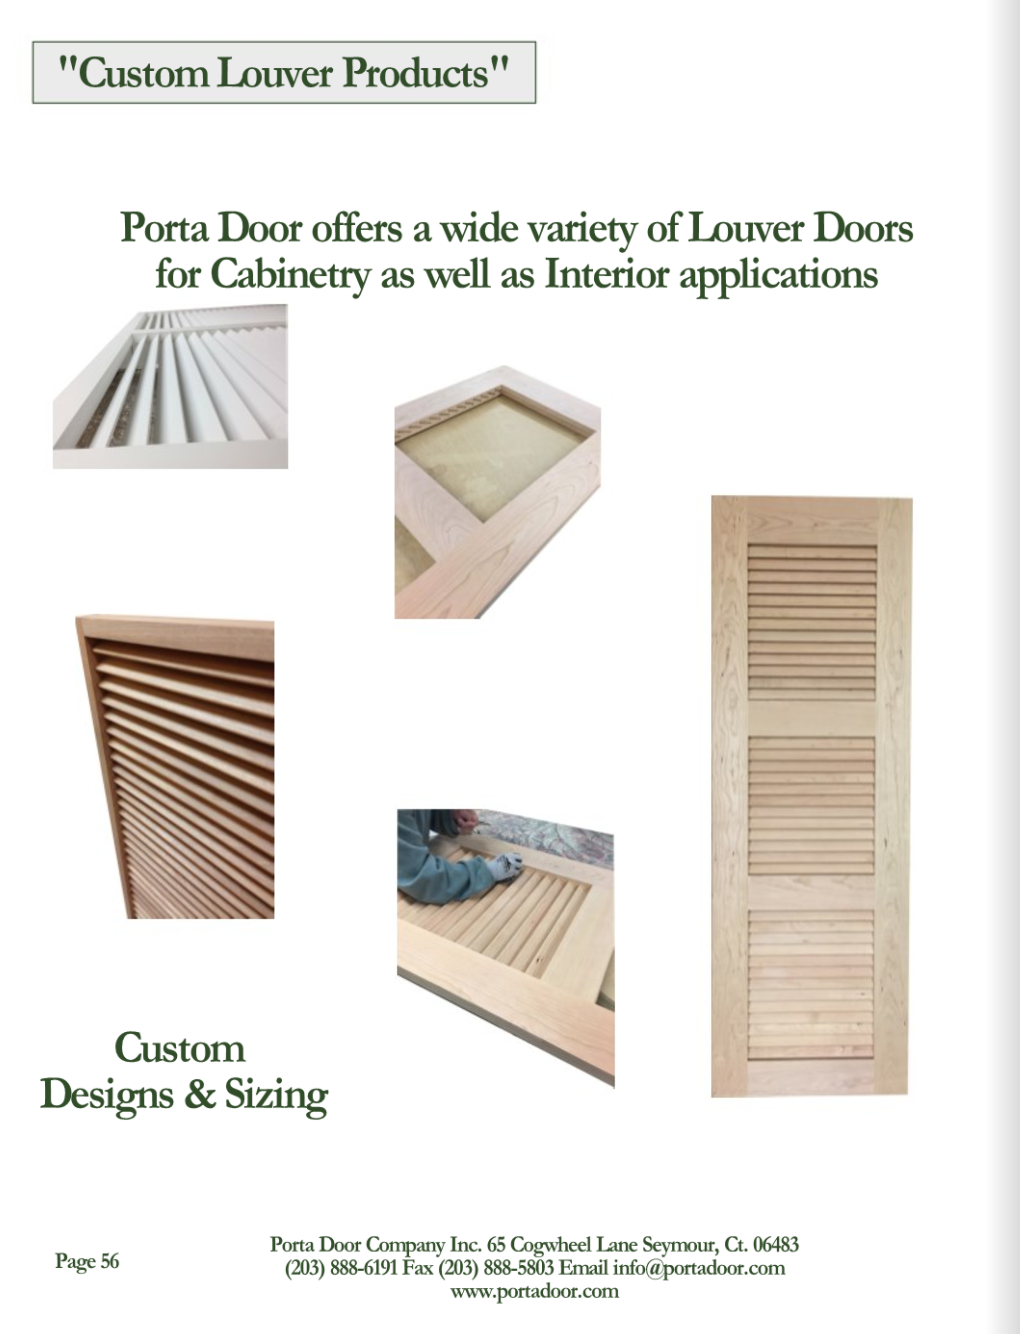 "Custom Louver Products"
Porta Door offers a wide variety of Louver Doors
for Cabinetry as well as Interior applications
Custom
Designs & Sizing
Page 56
Porta Door Company Inc. 65 Cogwheel Lane Seymour, Ct. 06483
(203) 888-6191 Fax (203) 888-5803 Email info@portadoor.com
www.portadoor.com